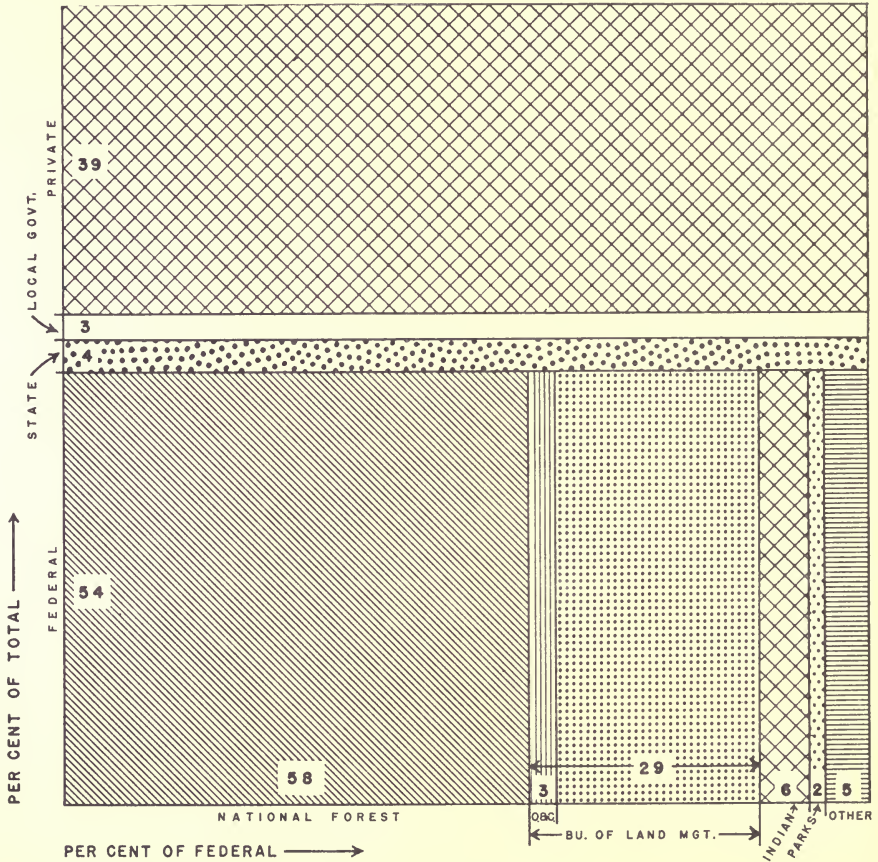 PRIVATE
39
LOCAL GOVT.
3
STATE
4
FEDERAL
54
PER CENT OF TOTAL
58
3
29
6
2
5
NATIONAL FOREST
O&C
BU. OF LAND MGT.
INDIAN
PARKS
OTHER
PER CENT OF FEDERAL